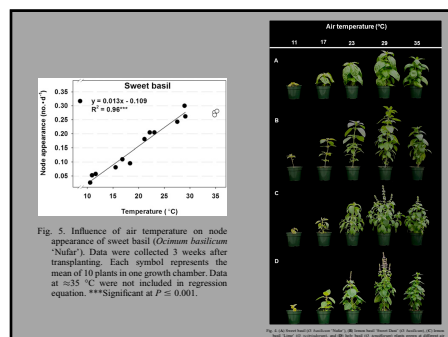 Sweet basil
y = 0.013x - 0.109
R² = 0.96***
Node appearance (no.·d⁻¹)
0.35
0.30
0.25
0.20
0.15
0.10
0.05
0
10
15
20
25
30
35
Temperature (°C)
Fig. 5. Influence of air temperature on node
appearance of sweet basil (Ocimum basilicum
‘Nufar’). Data were collected 3 weeks after
transplanting. Each symbol represents the
mean of 10 plants in one growth chamber. Data
at ≈35 °C were not included in regression
equation. ***Significant at P ≤ 0.001.
Air temperature (°C)
11 17 23 29 35
A
B
C
D